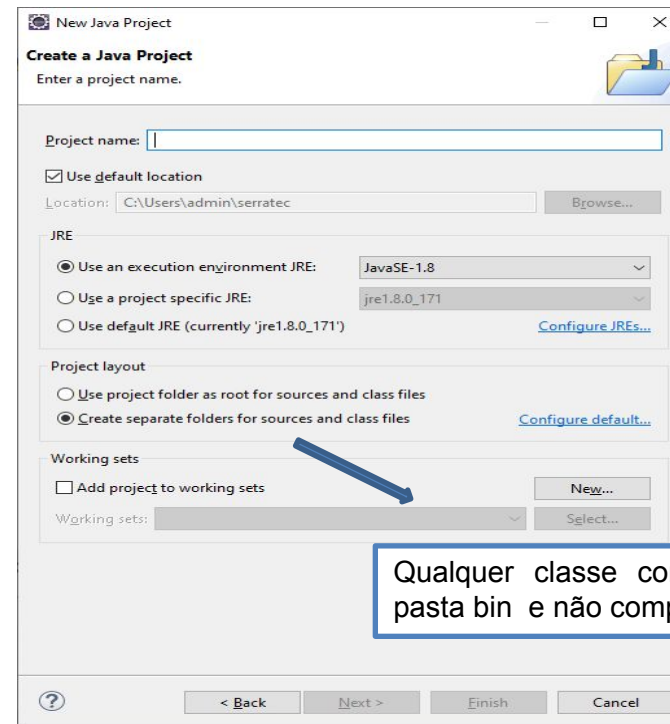 New Java Project
Create a Java Project
Enter a project name.
Project name:
Use default location
Location: C:\Users\admin\serratec Browse...
JRE
Use an execution environment JRE: JavaSE-1.8
Use a project specific JRE: jre1.8.0_171
Use default JRE (currently 'jre1.8.0_171') Configure JREs...
Project layout
Use project folder as root for sources and class files
Create separate folders for sources and class files Configure default...
Working sets
Add project to working sets New...
Working sets: Select...
Qualquer classe
pasta bin e não
? < Back Next > Finish Cancel